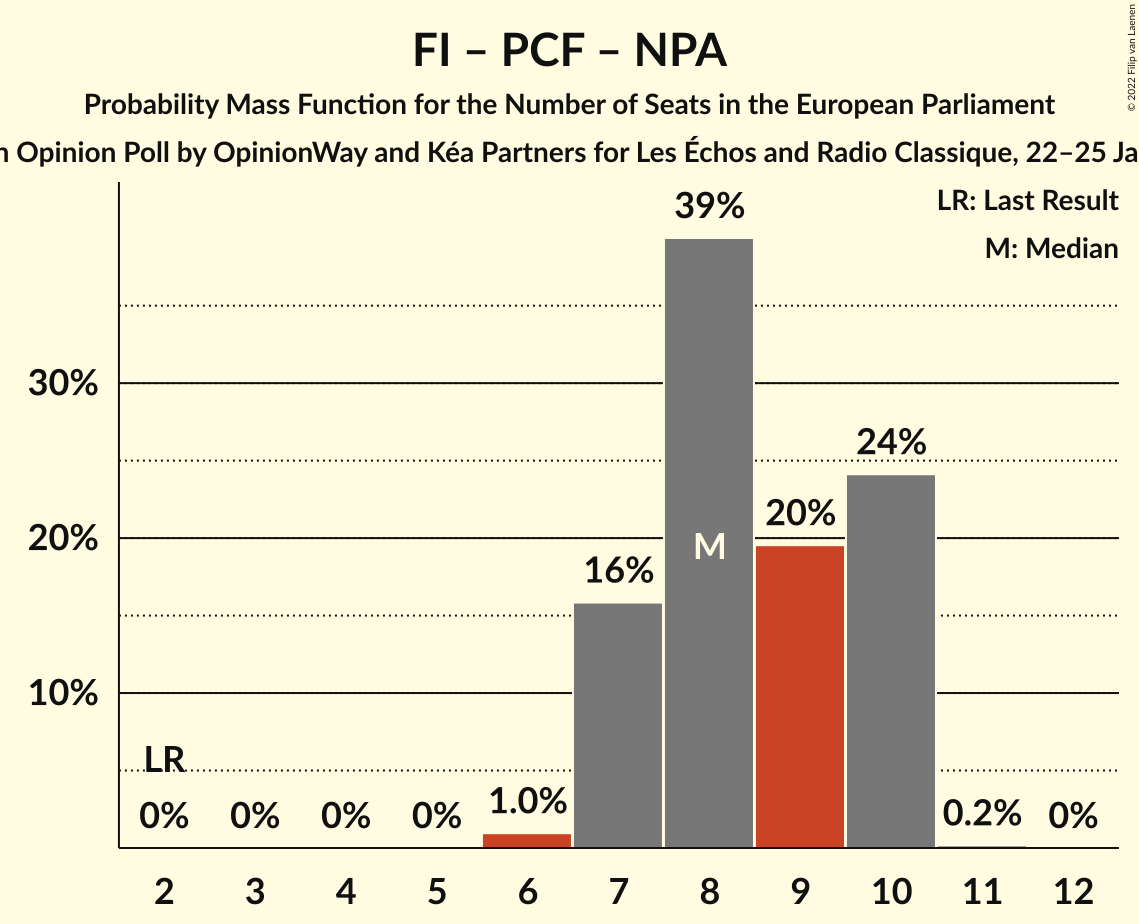 FI – PCF – NPA
Probability Mass Function for the Number of Seats in the European Parliament
Opinion Poll by OpinionWay and Kéa Partners for Les Échos and Radio Classique, 22–25
© 2022 Filip van Laenen
LR: Last Result
M: Median
39%
30%
24%
20%
20%
M
16%
10%
LR
0%
0%
0%
0%
1.0%
0.2%
0%
2 3 4 5 6 7 8 9 10 11 12